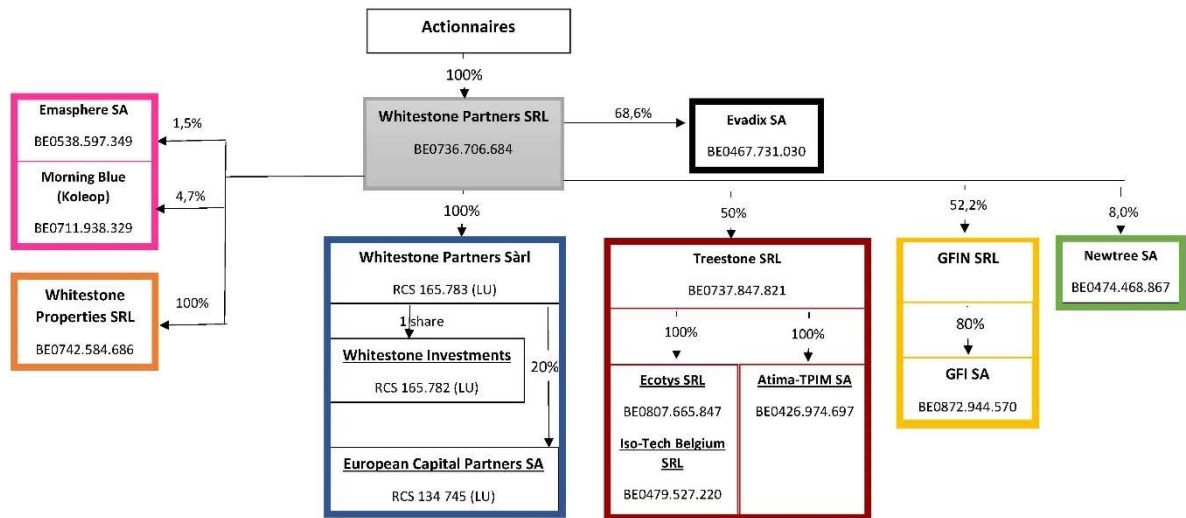 Actionnaires
100%
Emasphere SA
BE0538.597.349
1,5%
Morning Blue
(Koleop)
4,7%
BE0711.938.329
Whitestone
Properties SRL
100%
BE0742.584.686
Whitestone Partners SRL
BE0736.706.684
68,6%
Evadix SA
BE0467.731.030
100%
Whitestone Partners Sàrl
RCS 165.783 (LU)
1 share
Whitestone Investments
RCS 165.782 (LU)
20%
European Capital Partners SA
RCS 134 745 (LU)
50%
Treestone SRL
BE0737.847.821
100%
100%
Ecotys SRL
BE0807.665.847
Iso-Tech Belgium
SRL
BE0479.527.220
Atima-TPIM SA
BE0426.974.697
52,2%
GFIN SRL
80%
GFI SA
BE0872.944.570
8,0%
Newtree SA
BE0474.468.867